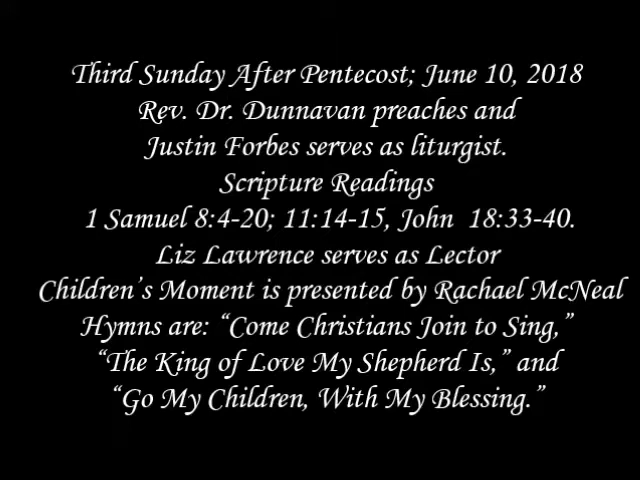 Third Sunday After Pentecost; June 10, 2018
Rev. Dr. Dunnavan preaches and
Justin Forbes serves as liturgist.
Scripture Readings
1 Samuel 8:4-20; 11:14-15, John 18:33-40.
Liz Lawrence serves as Lector
Children’s Moment is presented by Rachael McNeal
Hymns are: “Come Christians Join to Sing,”
“The King of Love My Shepherd Is,” and
“Go My Children, With My Blessing.”